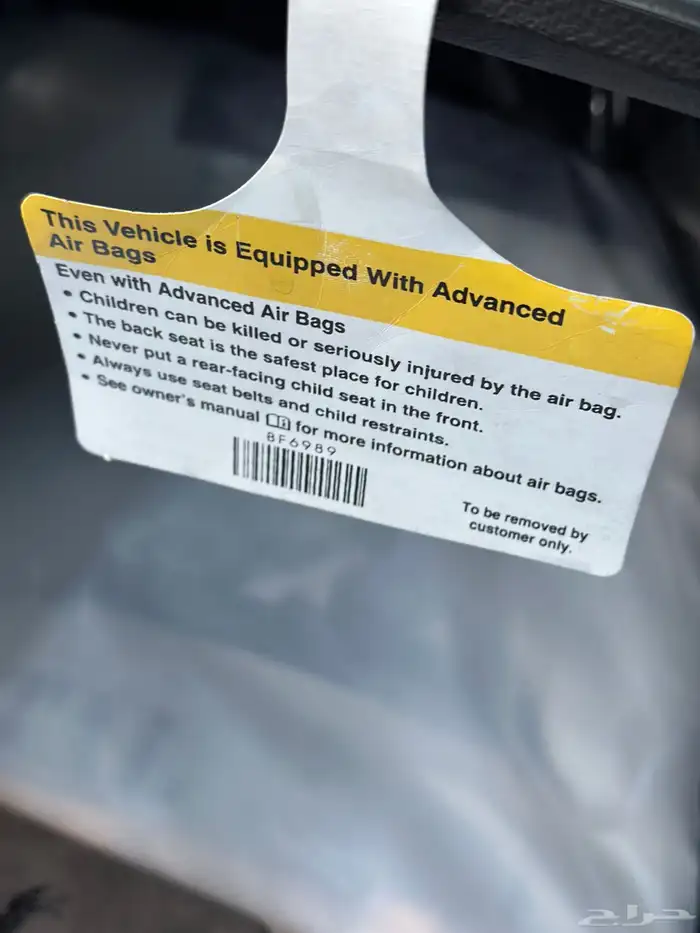 This Vehicle is Equipped With Advanced
Air Bags
Even with Advanced Air Bags
• Children can be killed or seriously injured by the air bag.
• The back seat is the safest place for children.
• Never put a rear-facing child seat in the front.
• Always use seat belts and child restraints.
• See owner's manual for more information about air bags.
BF6989
To be removed by
customer only.
حراج